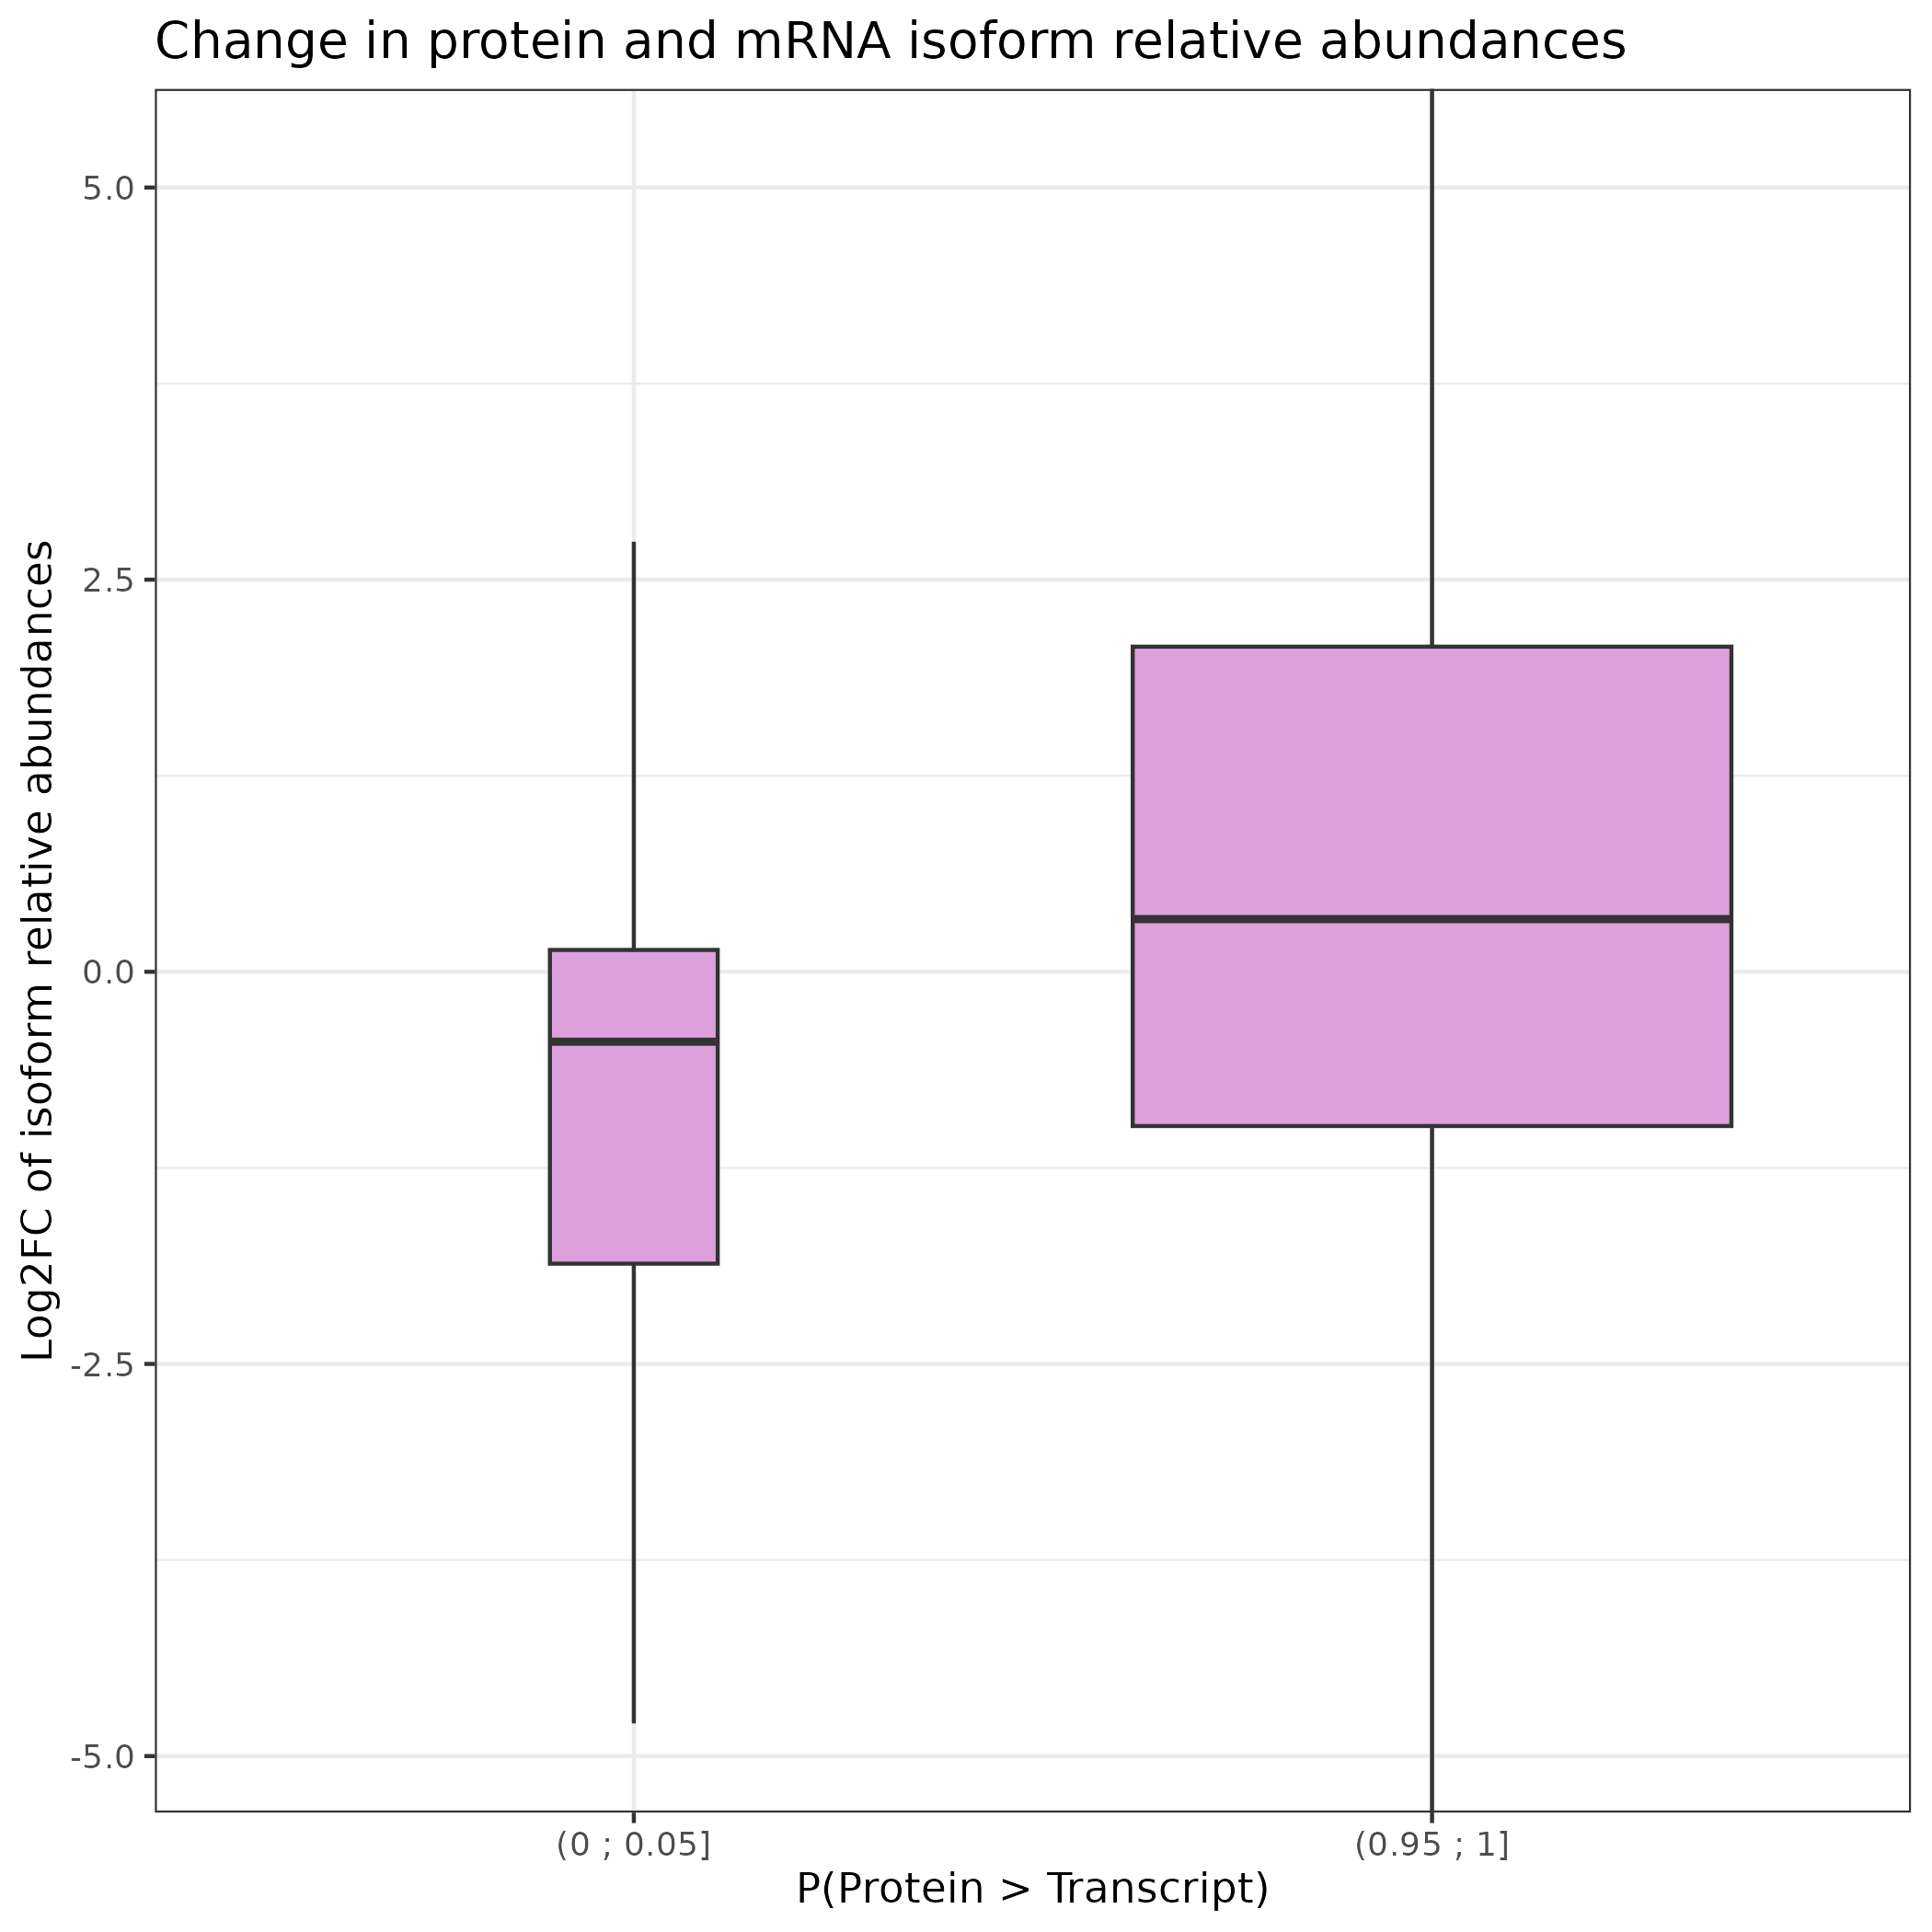 Change in protein and mRNA isoform relative abundances
Log2FC of isoform relative abundances
5.0
2.5
0.0
-2.5
-5.0
(0 ; 0.05]
(0.95 ; 1]
P(Protein > Transcript)